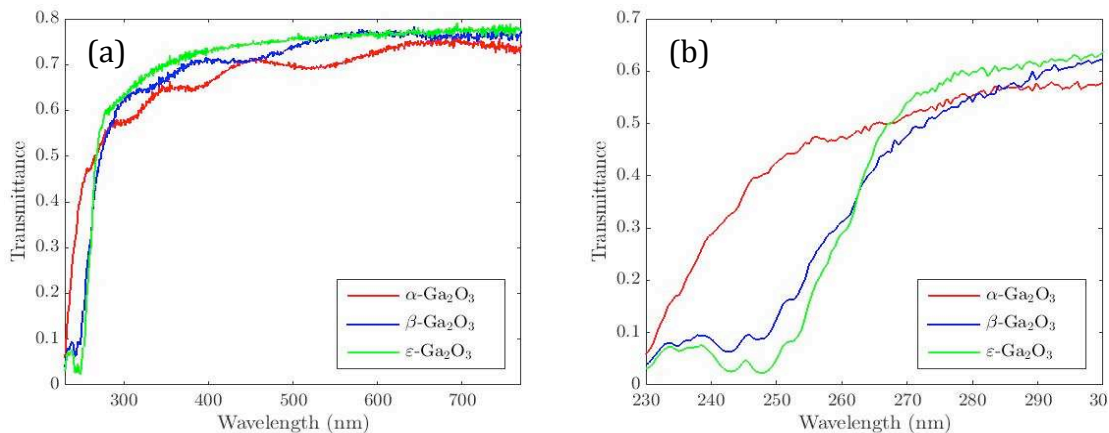 (a)
0.8
0.7
0.6
0.5
0.4
0.3
0.2
0.1
0
Transmittance
300 400 500 600 700
Wavelength (nm)
α-Ga₂O₃
β-Ga₂O₃
ε-Ga₂O₃
(b)
0.7
0.6
0.5
0.4
0.3
0.2
0.1
0
Transmittance
230 240 250 260 270 280 290 30
Wavelength (nm)
α-Ga₂O₃
β-Ga₂O₃
ε-Ga₂O₃